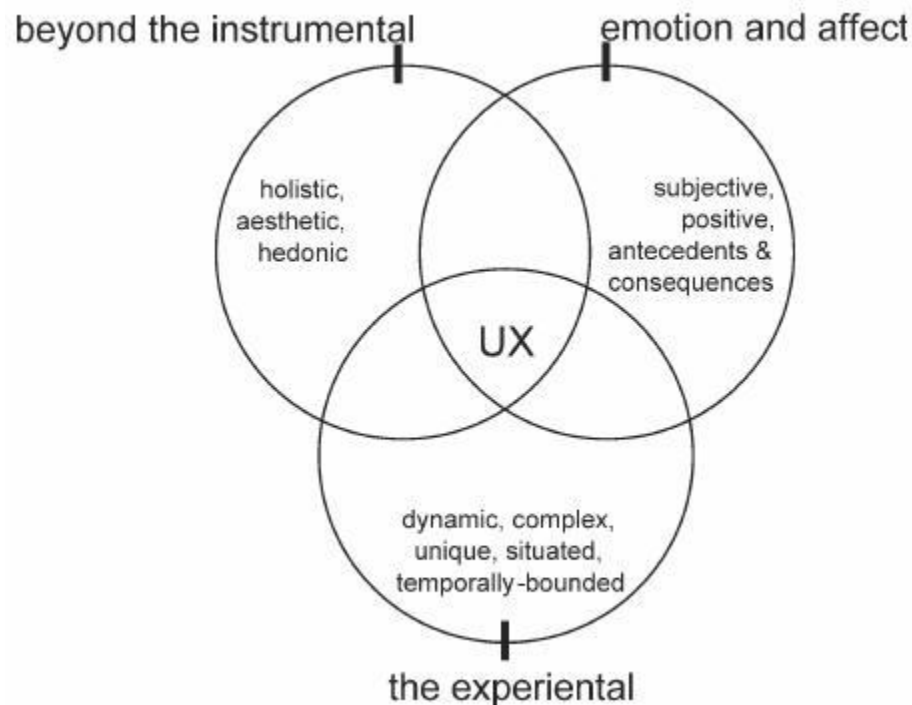 beyond the instrumental
emotion and affect
holistic,
aesthetic,
hedonic
subjective,
positive,
antecedents &
consequences
UX
dynamic, complex,
unique, situated,
temporally-bounded
the experiental